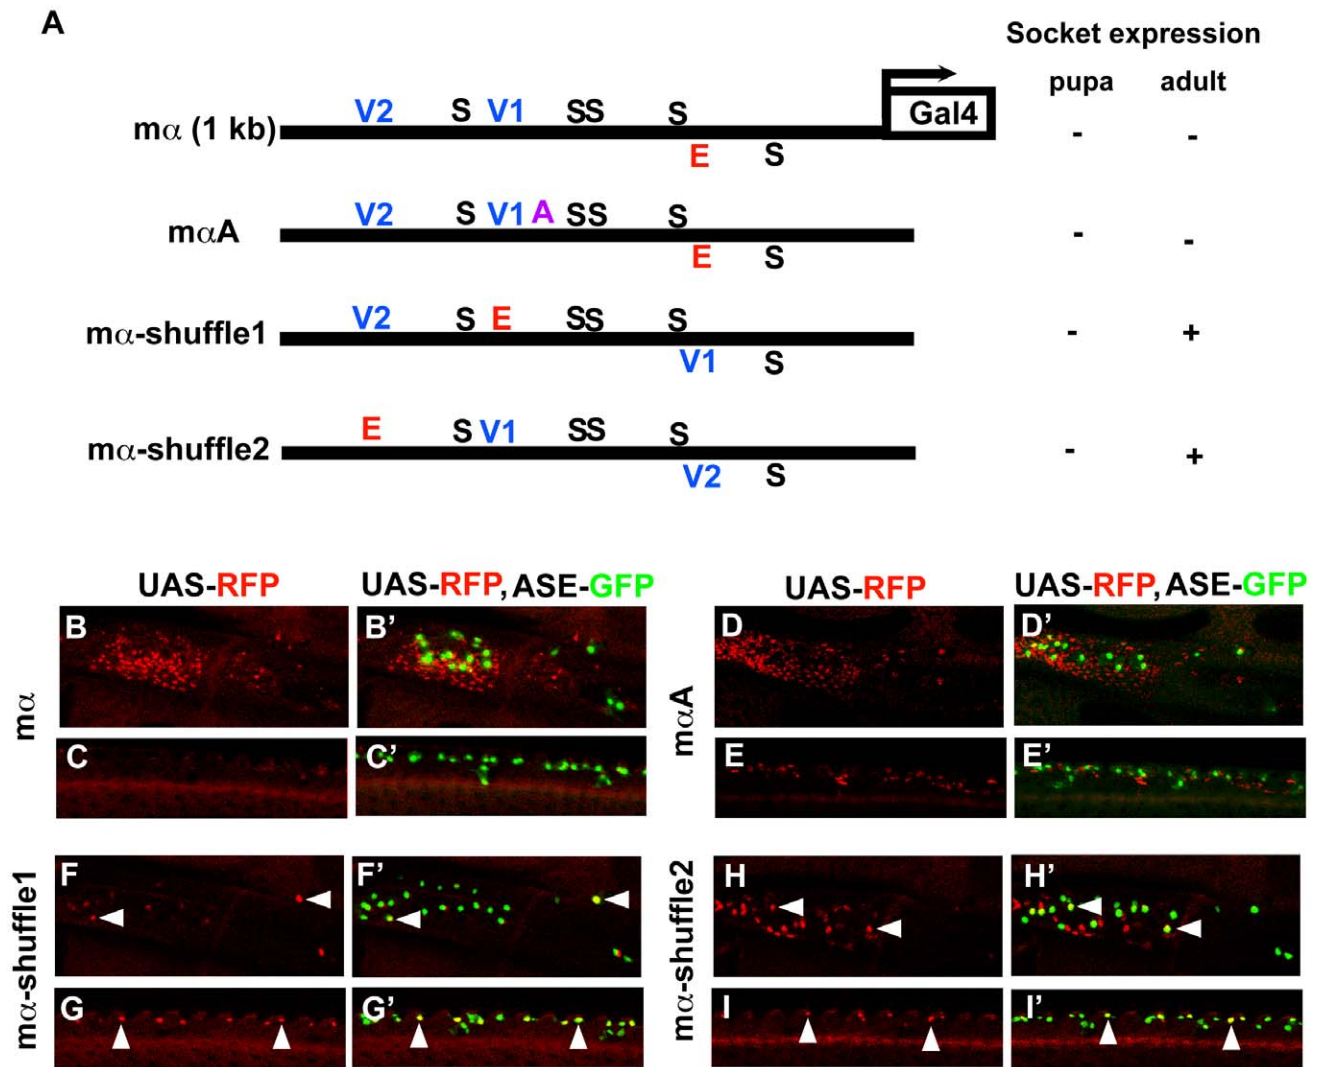 A
Socket expression
pupa adult
V2 S V1 SS S Gal4
mα (1 kb) - -
E S
V2 S V1 A SS S
mαA - -
E S
V2 S E SS S
mα-shuffle1 - +
V1 S
E S V1 SS S
mα-shuffle2 - +
V2 S
UAS-RFP UAS-RFP, ASE-GFP UAS-RFP UAS-RFP, ASE-GFP
B B' D D'
mα mαA
C C' E E'
F F' H H'
mα-shuffle1 mα-shuffle2
G G' I I'